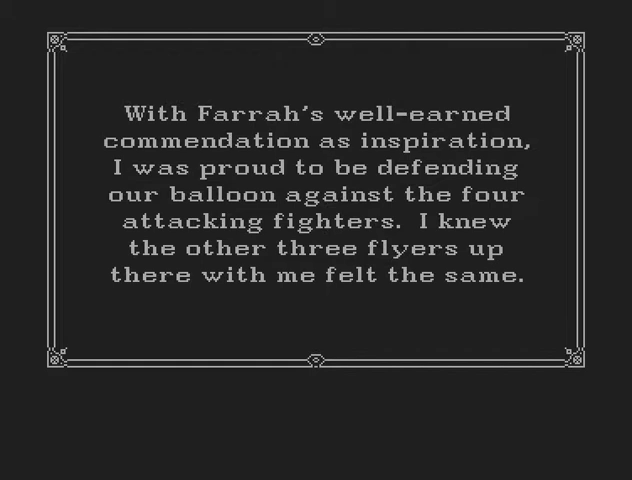 With Farrah's well-earned
commendation as inspiration,
I was proud to be defending
our balloon against the four
attacking fighters.  I knew
the other three flyers up
there with me felt the same.